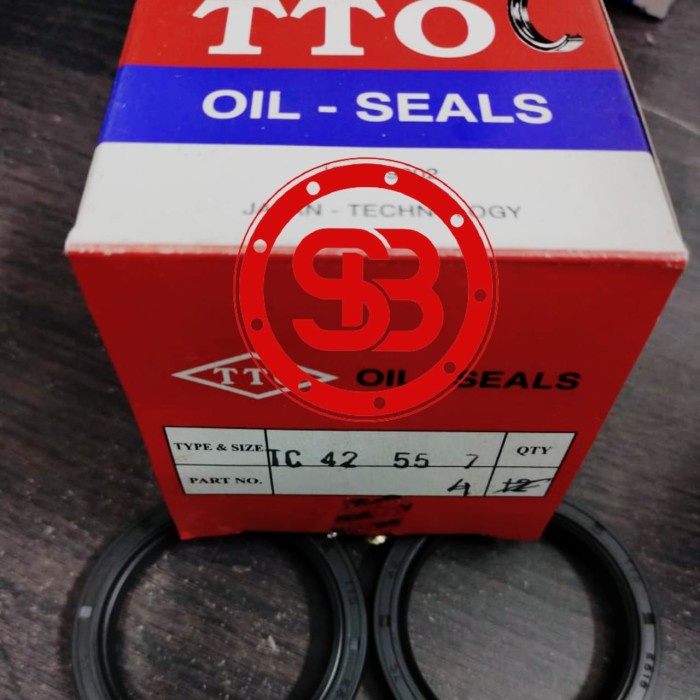 TTO
OIL - SEALS
JAPAN - TECHNOLOGY
SB
TTO OIL - SEALS
TYPE & SIZE TC 42 55 7 QTY
PART NO. 4 12